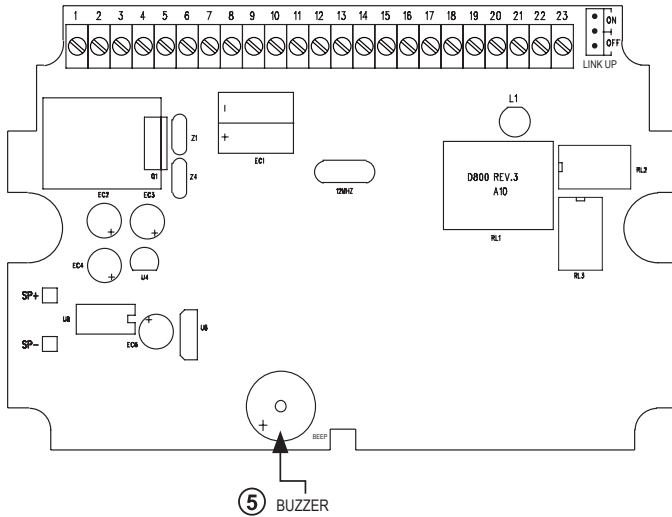 1 2 3 4 5 6 7 8 9 10 11 12 13 14 15 16 17 18 19 20 21 22 23
ON
OFF
LINK UP
L1
Z1
EC1
Q1
Z4
12MHZ
D800 REV.3
A10
RL2
EC2
EC3
RL1
EC4
U4
RL3
SP+
U9
U5
SP-
EC6
BEEP
5 BUZZER